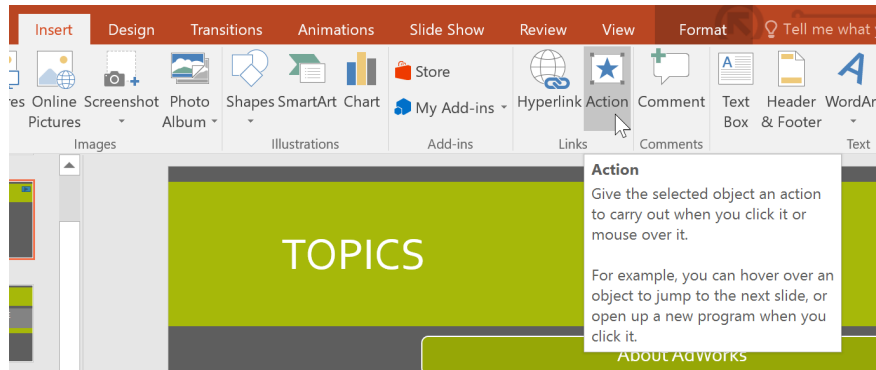 Insert Design Transitions Animations Slide Show Review View Format Tell me what
Store
Online Screenshot Photo Shapes SmartArt Chart My Add-ins Hyperlink Action Comment Text Header
Pictures Album Box & Footer
Images Illustrations Add-ins Links Comments Text
Action
Give the selected object an action
to carry out when you click it or
mouse over it.
TOPICS
For example, you can hover over an
object to jump to the next slide, or
open up a new program when you
click it.
About AdWorks